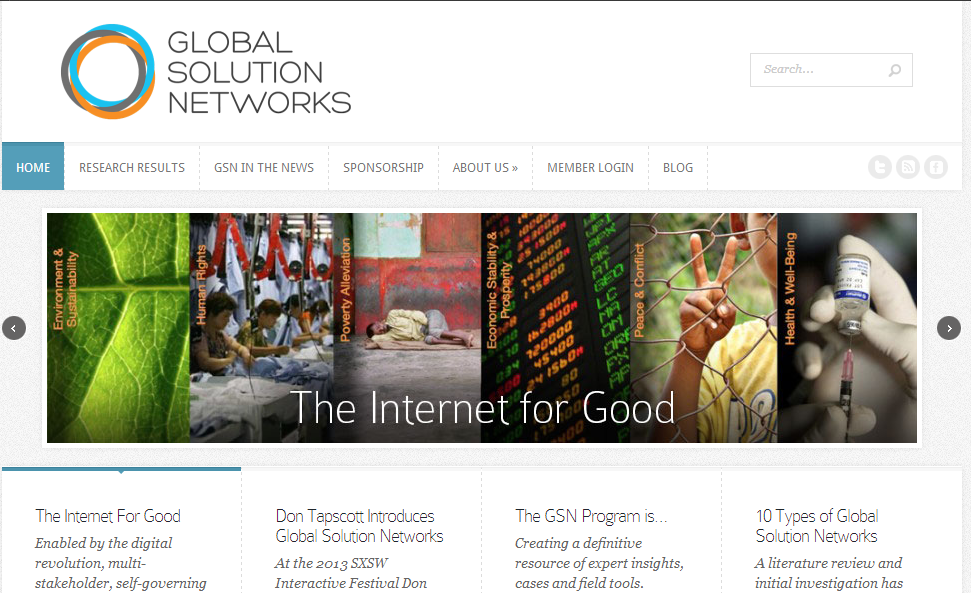 GLOBAL
SOLUTION
NETWORKS
Search...
HOME
RESEARCH RESULTS
GSN IN THE NEWS
SPONSORSHIP
ABOUT US »
MEMBER LOGIN
BLOG
Environment &
Sustainability
Human Rights
Poverty Alleviation
Economic Stability &
Prosperity
Peace & Conflict
Health & Well-Being
The Internet for Good
The Internet For Good
Enabled by the digital
revolution, multi-
stakeholder, self-governing
Don Tapscott Introduces
Global Solution Networks
At the 2013 SXSW
Interactive Festival Don
The GSN Program is…
Creating a definitive
resource of expert insights,
cases and field tools.
10 Types of Global
Solution Networks
A literature review and
initial investigation has